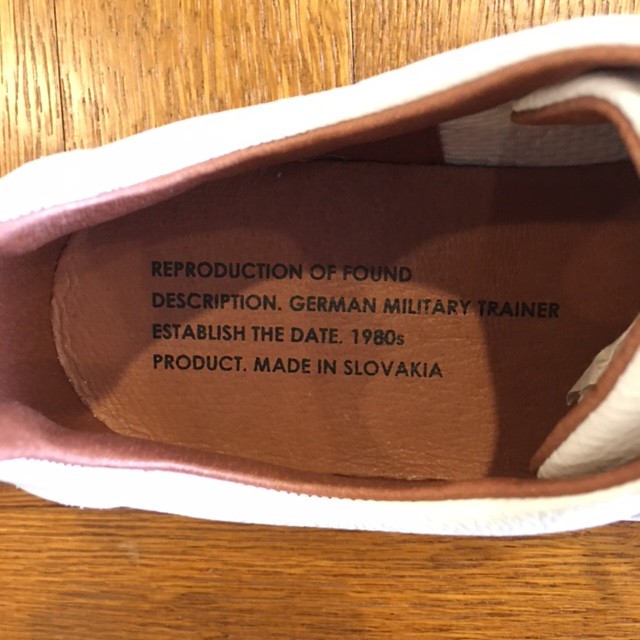 REPRODUCTION OF FOUND
DESCRIPTION. GERMAN MILITARY TRAINER
ESTABLISH THE DATE. 1980s
PRODUCT. MADE IN SLOVAKIA